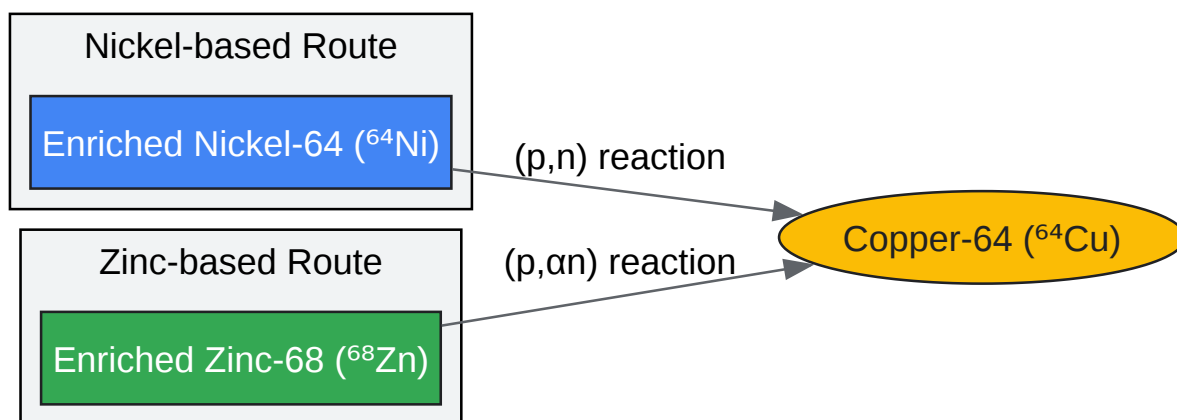 Nickel-based Route
Enriched Nickel-64 (⁶⁴Ni)
(p,n) reaction
Copper-64 (⁶⁴Cu)
Zinc-based Route
(p,αn) reaction
Enriched Zinc-68 (⁶⁸Zn)